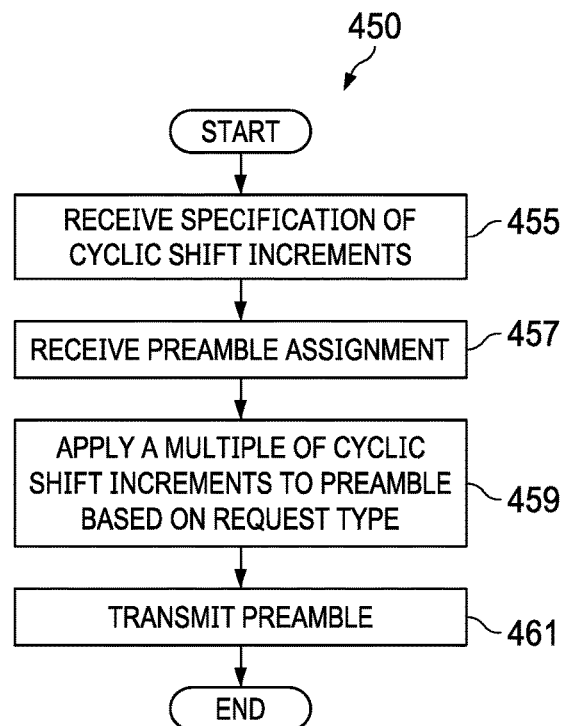 450
START
RECEIVE SPECIFICATION OF
CYCLIC SHIFT INCREMENTS
455
RECEIVE PREAMBLE ASSIGNMENT
457
APPLY A MULTIPLE OF CYCLIC
SHIFT INCREMENTS TO PREAMBLE
BASED ON REQUEST TYPE
459
TRANSMIT PREAMBLE
461
END